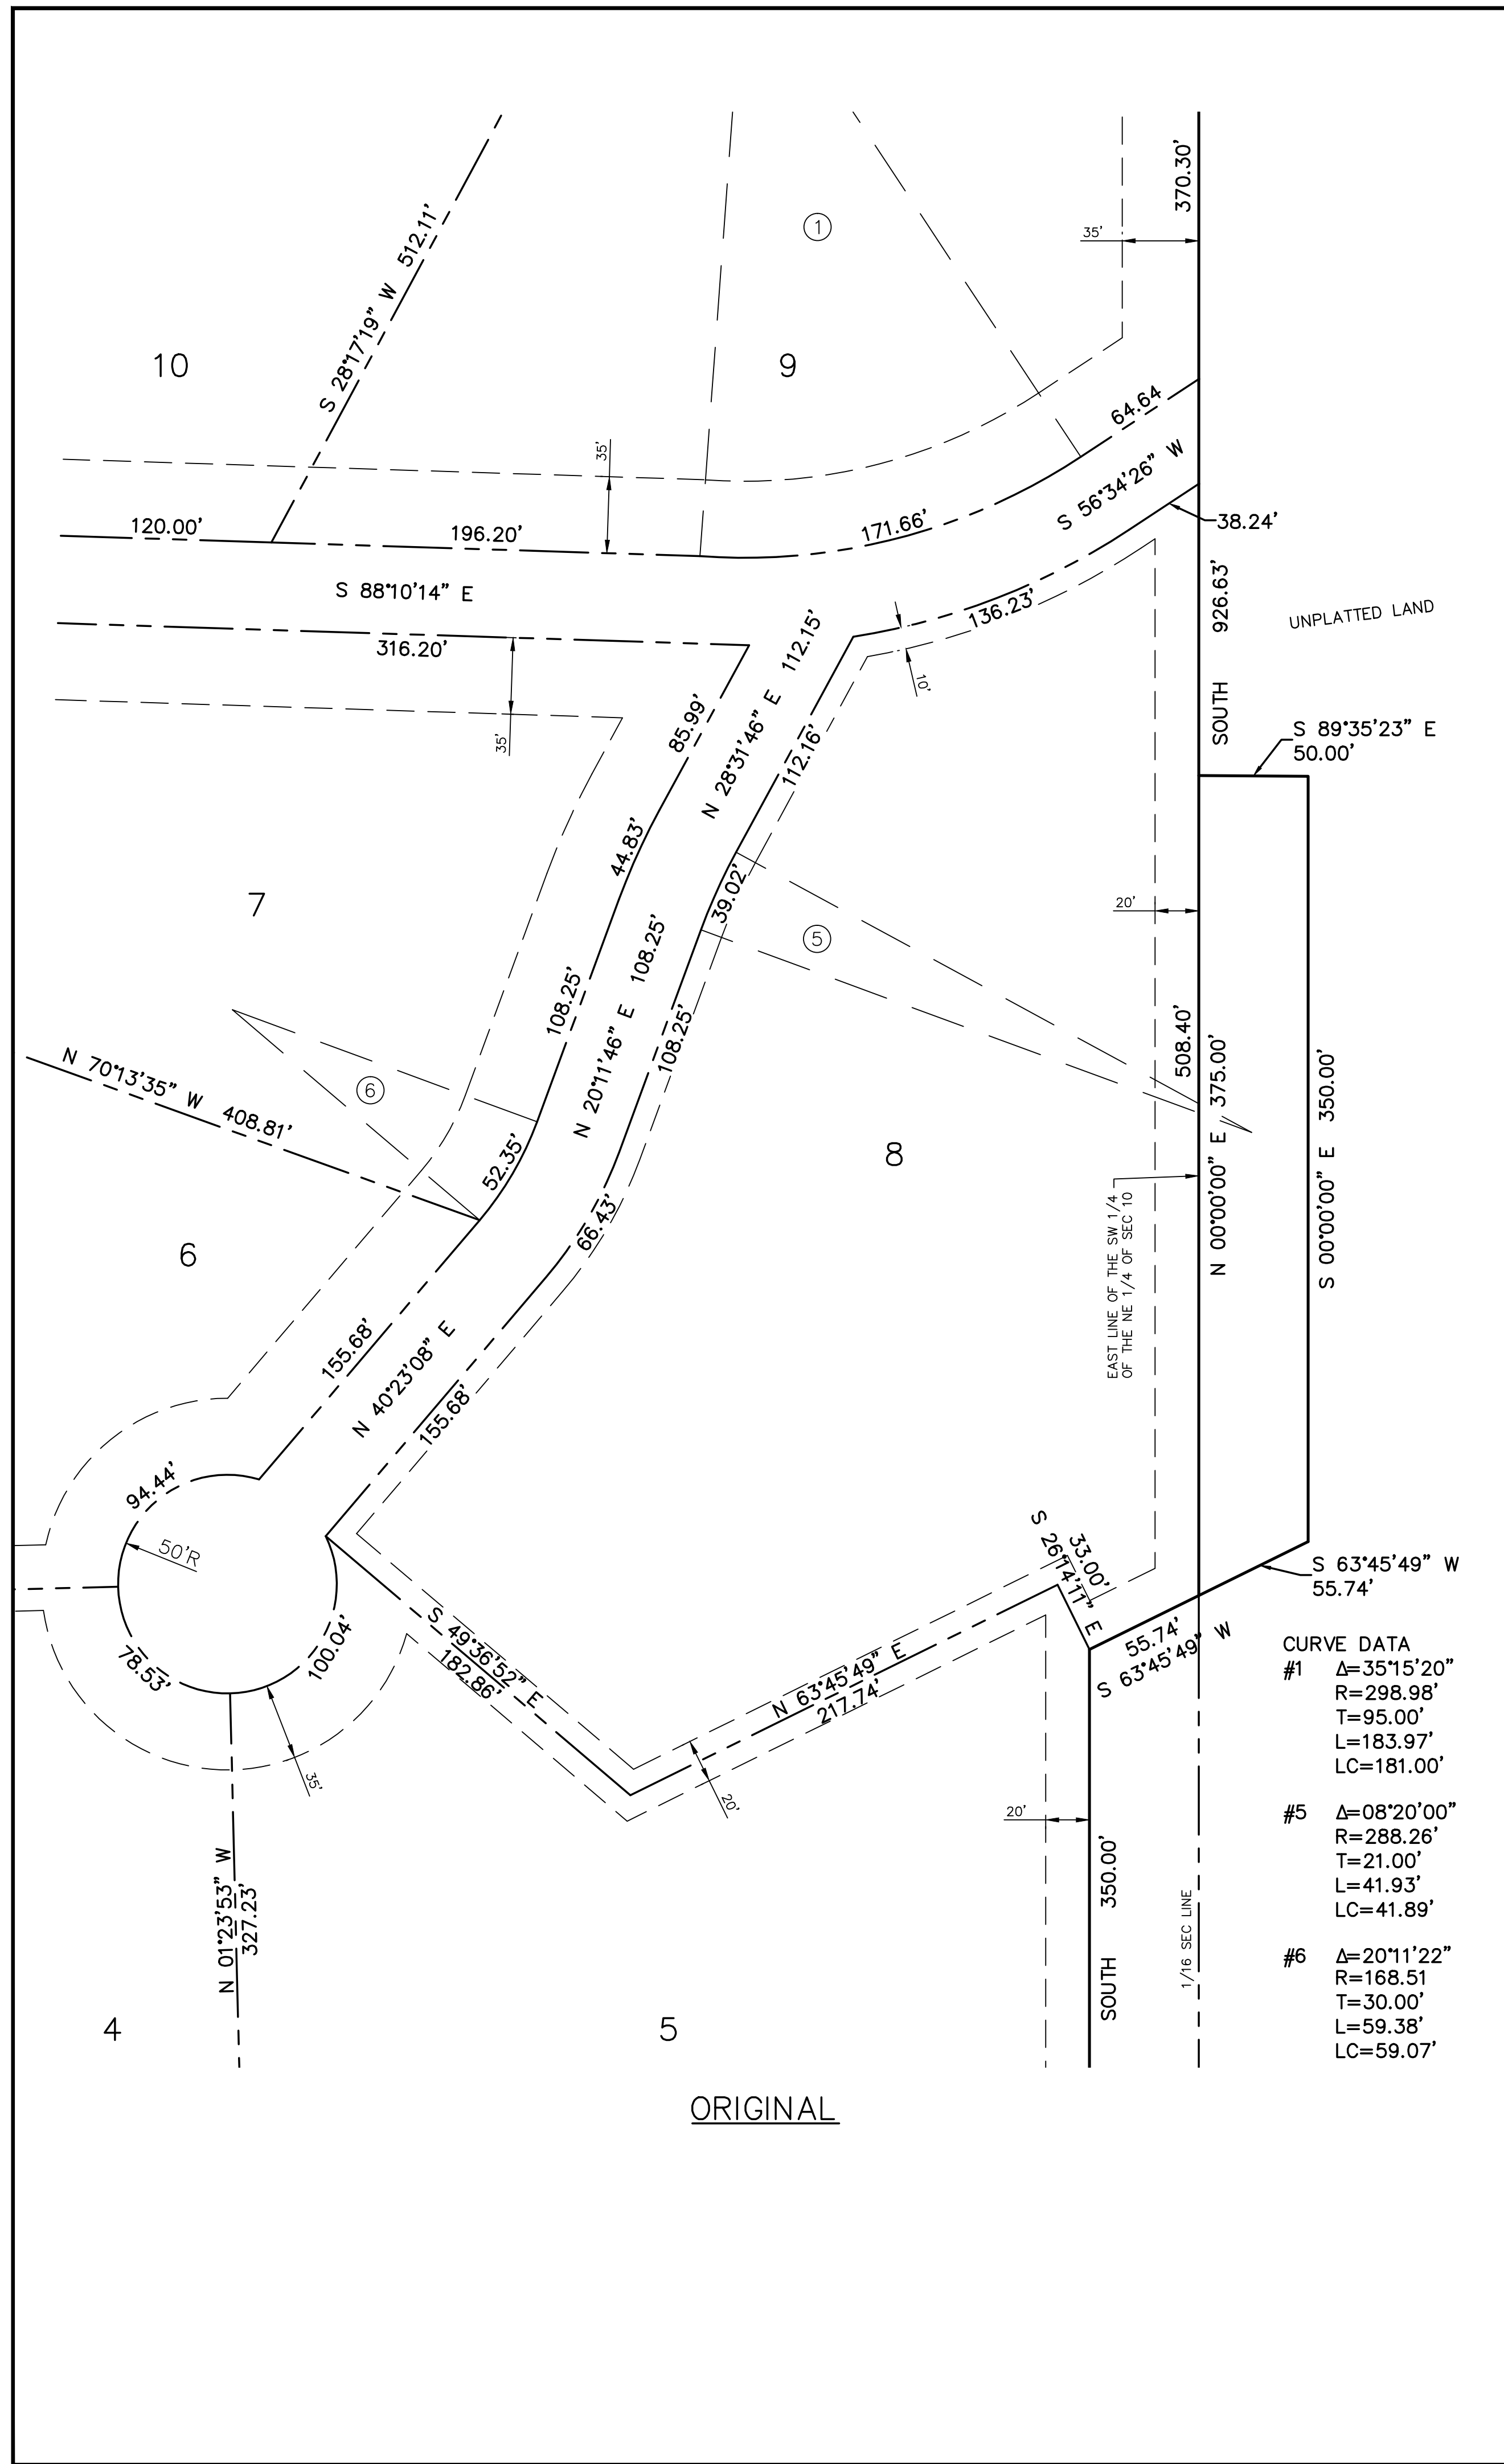 370.30'
S 28°17'19" W 512.11'
1
35'
10
9
64.64
35'
S 56°34'26" W
120.00'
196.20'
171.66'
38.24'
S 88°10'14" E
926.63'
SOUTH
UNPLATTED LAND
136.23'
316.20'
N 28°31'46" E 112.15'
10'
85.99'
35'
112.16'
S 89°35'23" E
50.00'
44.83'
39.02'
7
20'
5
108.25'
N 20°11'46" E 108.25'
108.25'
508.40'
N 00°00'00" E 375.00'
S 00°00'00" E 350.00'
N 70°13'35" W 408.81'
6
8
52.35'
66.43'
EAST LINE OF THE SW 1/4
OF THE NE 1/4 OF SEC 10
6
155.68'
N 40°23'08" E
155.68'
94.44'
50'R
S 26°14'11" E
33.00'
S 63°45'49" W
55.74'
78.53'
100.04'
S 49°36'52" E
182.86'
N 63°45'49" E
217.74'
55.74'
S 63°45'49" W
35'
20'
20'
N 01°23'53" W
327.23'
SOUTH 350.00'
1/16 SEC LINE
4
5
CURVE DATA
#1 Δ=35°15'20"
R=298.98'
T=95.00'
L=183.97'
LC=181.00'
#5 Δ=08°20'00"
R=288.26'
T=21.00'
L=41.93'
LC=41.89'
#6 Δ=20°11'22"
R=168.51
T=30.00'
L=59.38'
LC=59.07'
ORIGINAL